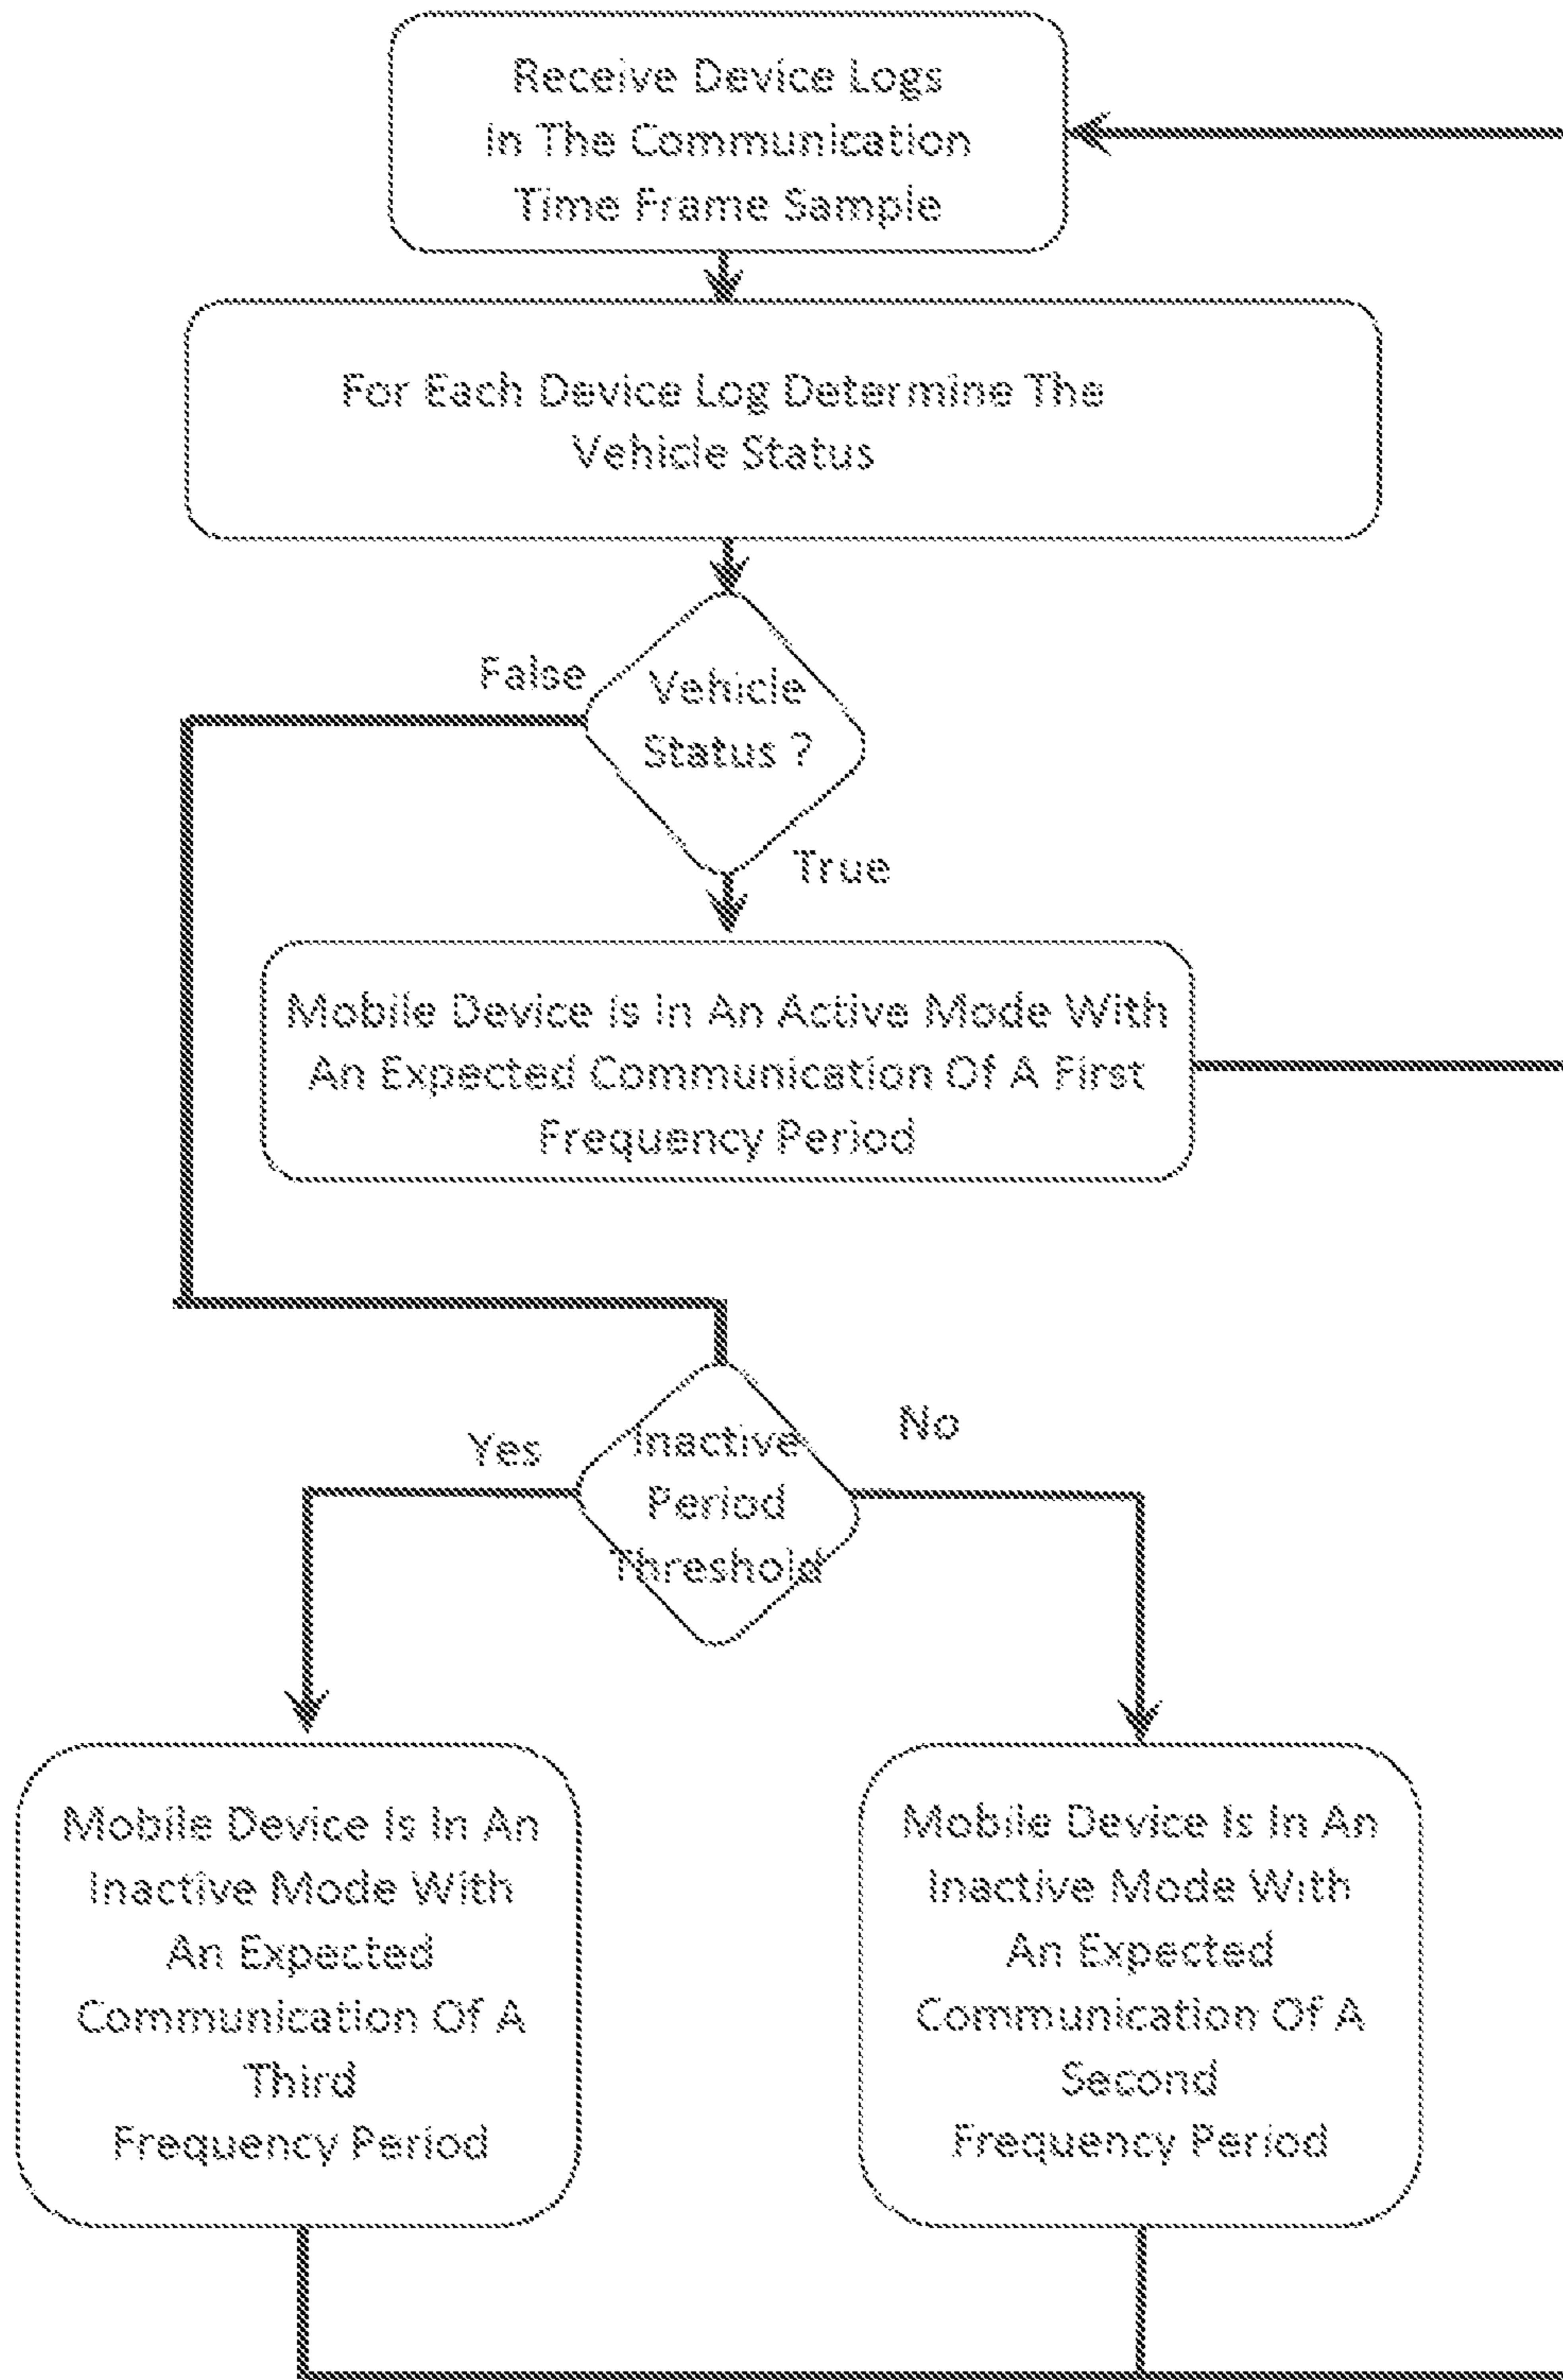 Receive Device Logs
In The Communication
Time Frame Sample
For Each Device Log Determine The
Vehicle Status
False
Vehicle
Status ?
True
Mobile Device Is In An Active Mode With
An Expected Communication Of A First
Frequency Period
Yes
Inactive
Period
Threshold
No
Mobile Device Is In An
Inactive Mode With
An Expected
Communication Of A
Third
Frequency Period
Mobile Device Is In An
Inactive Mode With
An Expected
Communication Of A
Second
Frequency Period